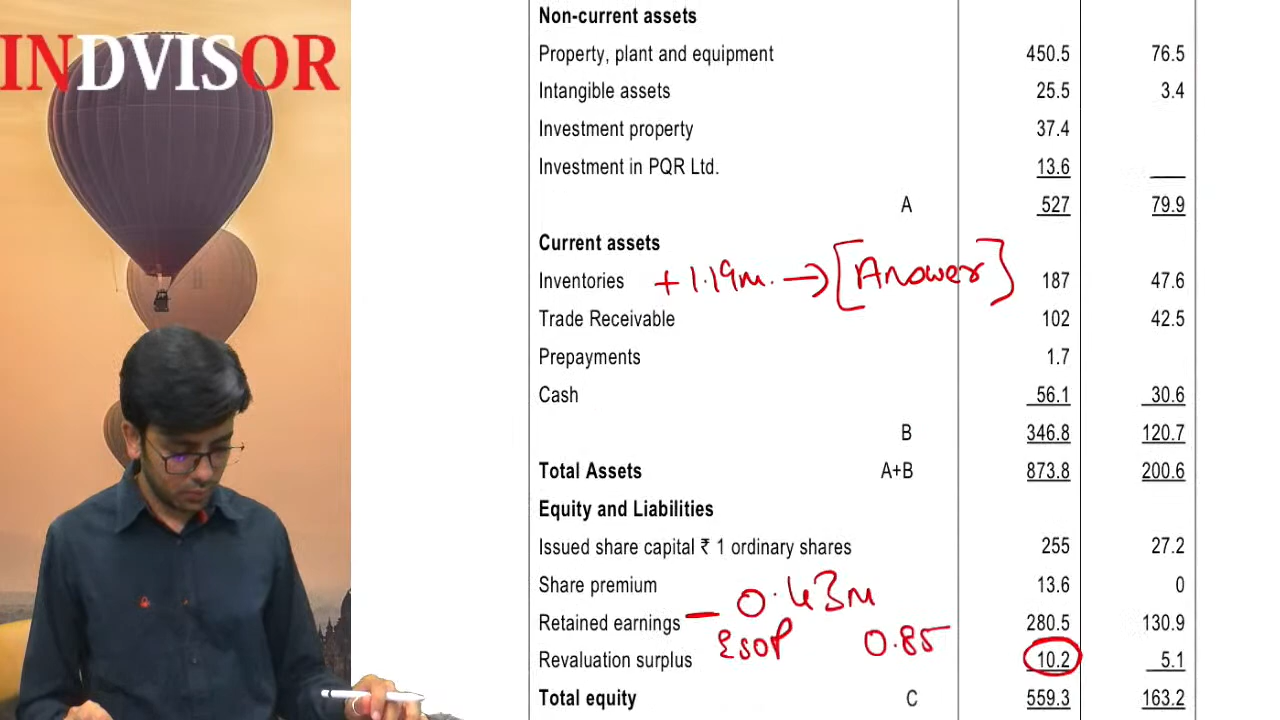 INDVISOR
Non-current assets
Property, plant and equipment 450.5 76.5
Intangible assets 25.5 3.4
Investment property 37.4
Investment in PQR Ltd. 13.6
A 527 79.9
Current assets
Inventories + 1.19m. → [Answer] 187 47.6
Trade Receivable 102 42.5
Prepayments 1.7
Cash 56.1 30.6
B 346.8 120.7
Total Assets A+B 873.8 200.6
Equity and Liabilities
Issued share capital ₹ 1 ordinary shares 255 27.2
Share premium 13.6 0
Retained earnings - 0.43m 280.5 130.9
ESOP 0.85
Revaluation surplus 10.2 5.1
Total equity C 559.3 163.2